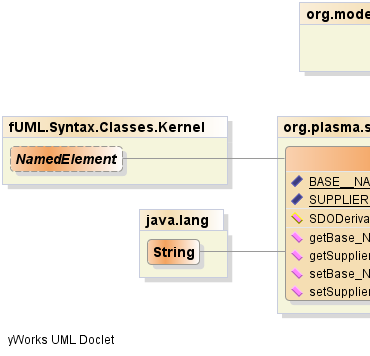 org.mode
fUML.Syntax.Classes.Kernel
NamedElement
org.plasma.s
BASE__NA
SUPPLIER
SDODeriva
getBase_N
getSupplie
setBase_N
setSupplie
java.lang
String
yWorks UML Doclet